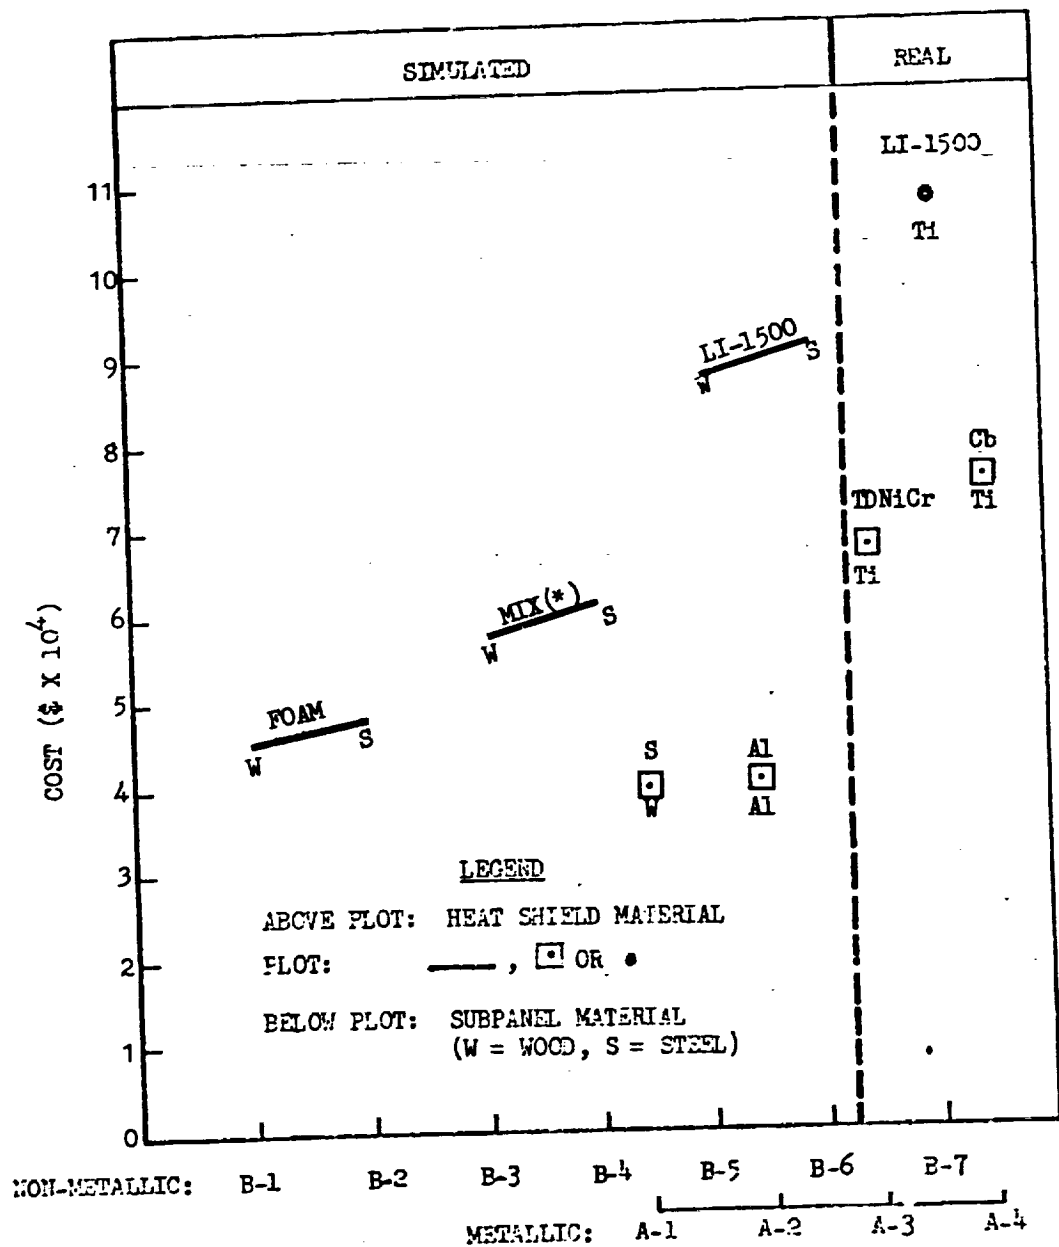 SIMULATED
REAL
LI-1500
11
Ti
10
LI-1500
9
W S
8
Cb
TDNiCr
Ti
7
Ti
MIX(*)
6
W S
COST ($ X 10⁴)
5
FOAM
W S
S Al
4
W Al
3
LEGEND
ABOVE PLOT: HEAT SHIELD MATERIAL
2
PLOT: , OR
BELOW PLOT: SUBPANEL MATERIAL
1
(W = WOOD, S = STEEL)
0
NON-METALLIC: B-1 B-2 B-3 B-4 B-5 B-6 B-7
METALLIC: A-1 A-2 A-3 A-4